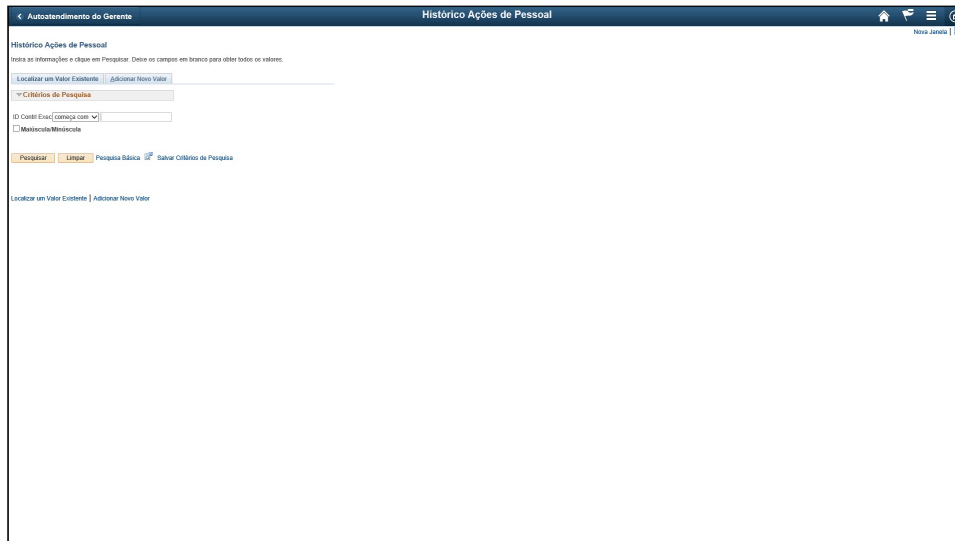 Autoatendimento do Gerente Histórico Ações de Pessoal
Nova Janela |
Histórico Ações de Pessoal
Insira as informações e clique em Pesquisar. Deixe os campos em branco para obter todos os valores.
Localizar um Valor Existente Adicionar Novo Valor
Critérios de Pesquisa
ID Contrl Exec começa com
Maiúscula/Minúscula
Pesquisar Limpar Pesquisa Básica Salvar Critérios de Pesquisa
Localizar um Valor Existente | Adicionar Novo Valor